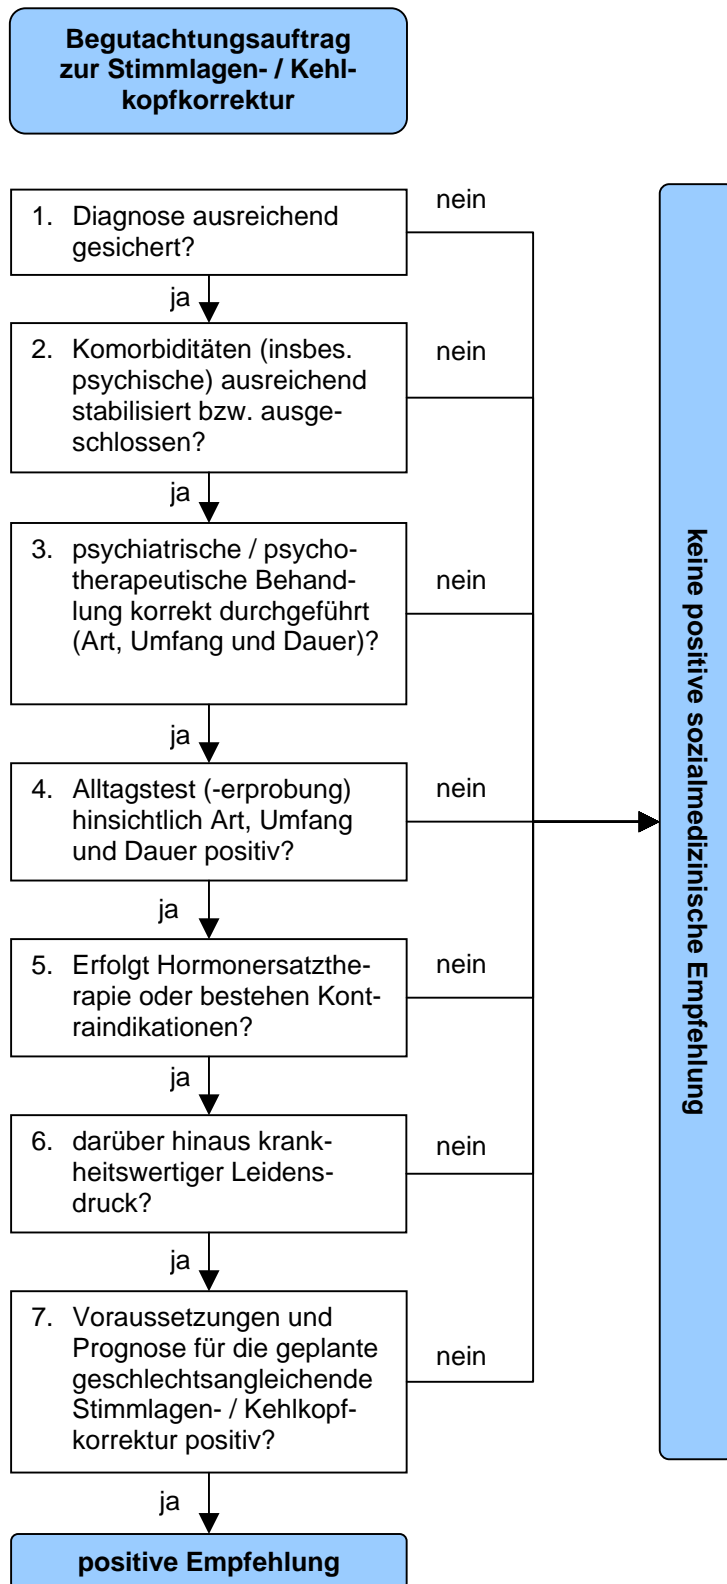 Begutachtungsauftrag
zur Stimmlagen- / Kehl-
kopfkorrektur
1. Diagnose ausreichend
gesichert?
nein
ja
2. Komorbiditäten (insbes.
psychische) ausreichend
stabilisiert bzw. ausge-
schlossen?
nein
ja
3. psychiatrische / psycho-
therapeutische Behand-
lung korrekt durchgeführt
(Art, Umfang und Dauer)?
nein
ja
4. Alltagstest (-erprobung)
hinsichtlich Art, Umfang
und Dauer positiv?
nein
ja
5. Erfolgt Hormonersatzthe-
rapie oder bestehen Kont-
raindikationen?
nein
ja
6. darüber hinaus krank-
heitswertiger Leidens-
druck?
nein
ja
7. Voraussetzungen und
Prognose für die geplante
geschlechtsangleichende
Stimmlagen- / Kehlkopf-
korrektur positiv?
nein
ja
positive Empfehlung
keine positive sozialmedizinische Empfehlung